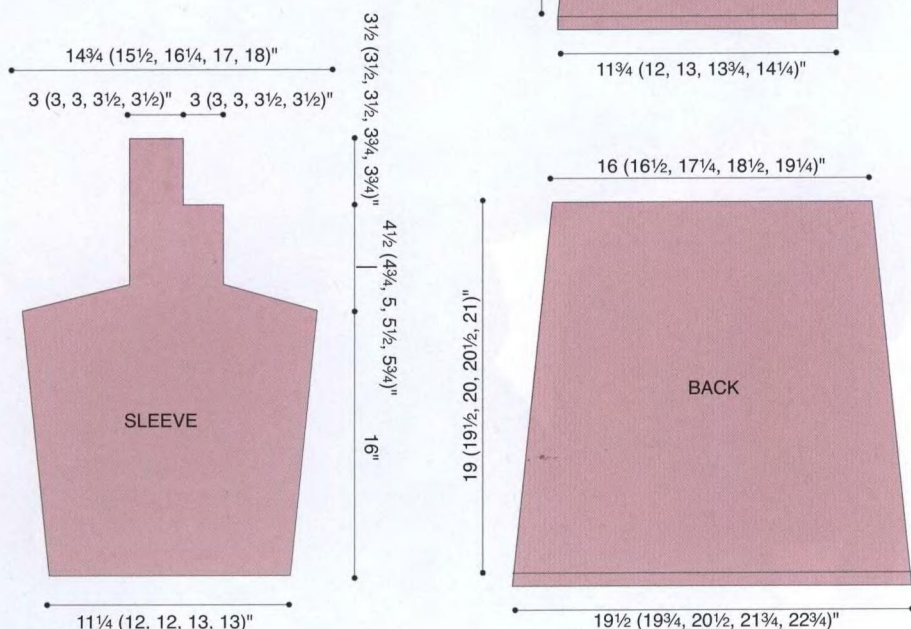 11¾ (12, 13, 13¾, 14¼)"
14¾ (15½, 16¼, 17, 18)"
3 (3, 3, 3½, 3½)" 3 (3, 3, 3½, 3½)"
3½ (3½, 3½, 3¾, 3¾)"
4½ (4¾, 5, 5½, 5¾)"
16"
SLEEVE
11¼ (12, 12, 13, 13)"
16 (16½, 17¼, 18½, 19¼)"
19 (19½, 20, 20½, 21)"
BACK
19½ (19¾, 20½, 21¾, 22¾)"